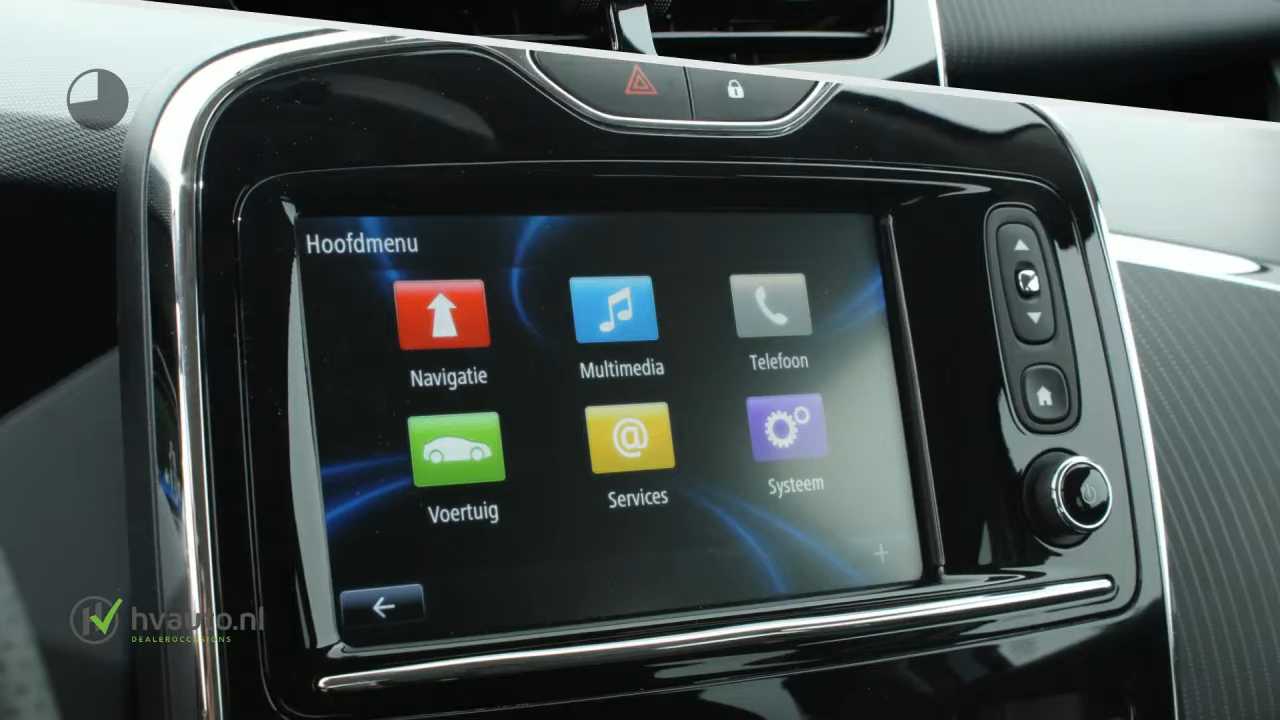 Hoofdmenu
Navigatie
Multimedia
Telefoon
Voertuig
@
Services
Systeem
+
hvauto.nl
DEALEROCCASIONS